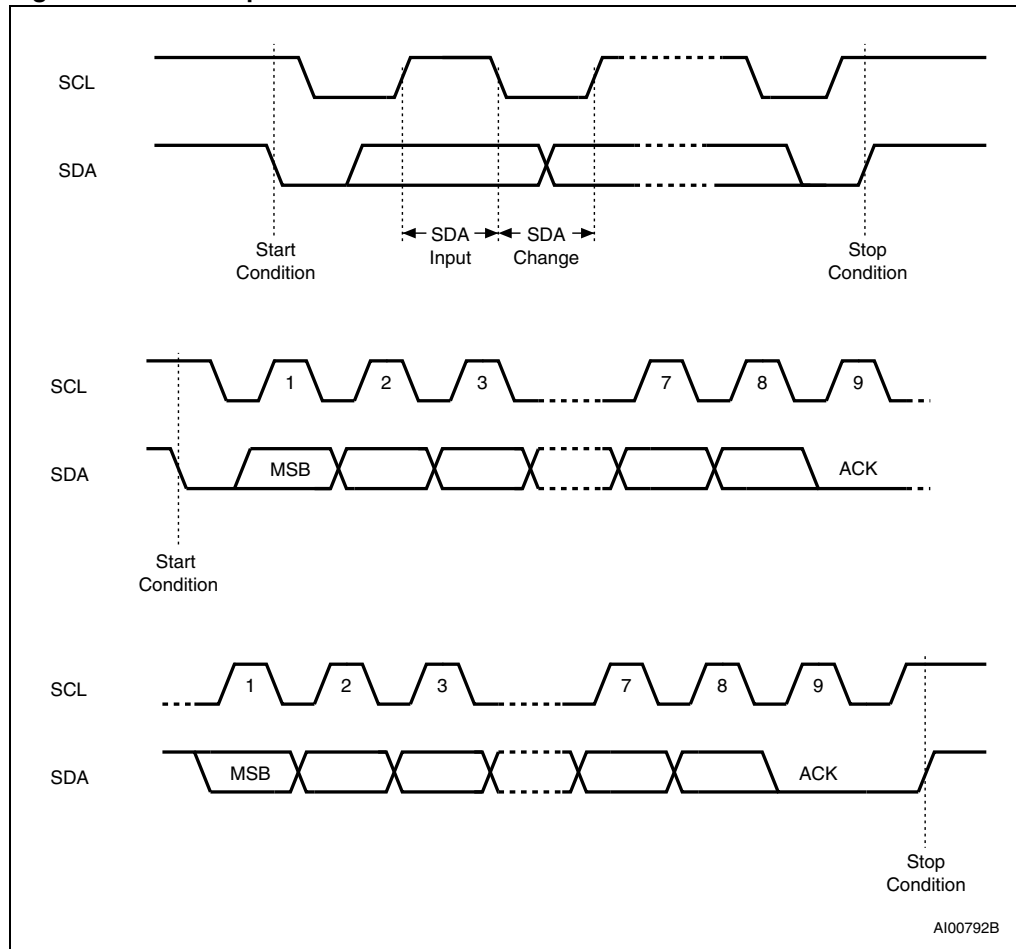 SCL
SDA
SDA Input
SDA Change
Start Condition
Stop Condition
SCL
1 2 3 7 8 9
SDA
MSB ACK
Start Condition
SCL
1 2 3 7 8 9
SDA
MSB ACK
Stop Condition
AI00792B